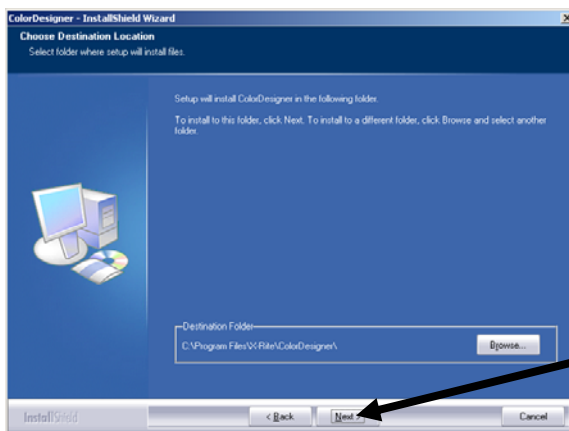 ColorDesigner - InstallShield Wizard
Choose Destination Location
Select folder where setup will install files.
Setup will install ColorDesigner in the following folder.
To install to this folder, click Next. To install to a different folder, click Browse and select another
folder.
Destination Folder
C:\Program Files\X-Rite\ColorDesigner\
Browse...
InstallShield
< Back
Next >
Cancel